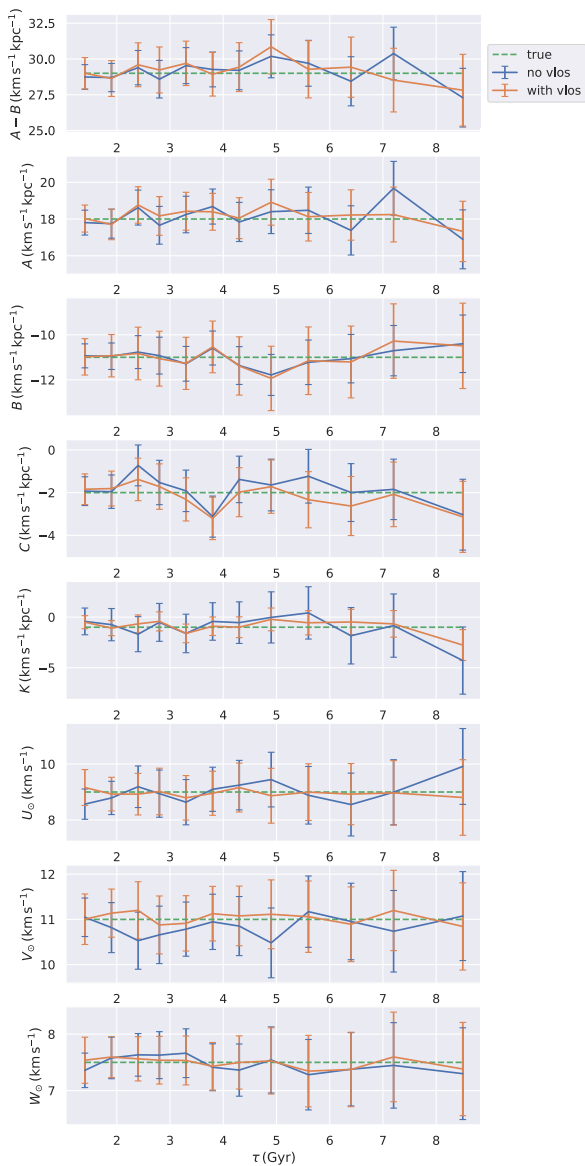 32.5
30.0
27.5
25.0
A − B (km s⁻¹ kpc⁻¹)
2 3 4 5 6 7 8
true
no vlos
with vlos
20
18
16
A (km s⁻¹ kpc⁻¹)
2 3 4 5 6 7 8
−10
−12
B (km s⁻¹ kpc⁻¹)
2 3 4 5 6 7 8
0
−2
−4
C (km s⁻¹ kpc⁻¹)
2 3 4 5 6 7 8
0
−5
K (km s⁻¹ kpc⁻¹)
2 3 4 5 6 7 8
10
8
U⊙ (km s⁻¹)
2 3 4 5 6 7 8
12
11
10
V⊙ (km s⁻¹)
2 3 4 5 6 7 8
8
7
W⊙ (km s⁻¹)
2 3 4 5 6 7 8
τ (Gyr)